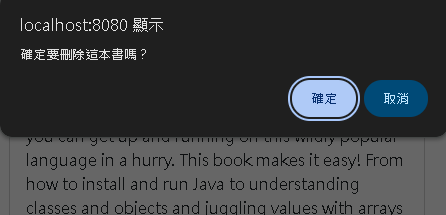 localhost:8080 顯示
確定要刪除這本書嗎？
確定
取消
you can get up and running on this wildly popular
language in a hurry. This book makes it easy! From
how to install and run Java to understanding
classes and objects and juggling values with arrays